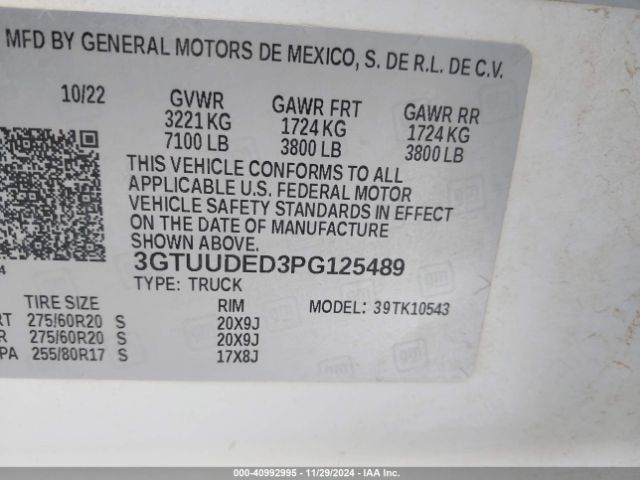 MFD BY GENERAL MOTORS DE MEXICO, S. DE R.L. DE C.V.
10/22 GVWR GAWR FRT GAWR RR
3221 KG 1724 KG 1724 KG
7100 LB 3800 LB 3800 LB
THIS VEHICLE CONFORMS TO ALL
APPLICABLE U.S. FEDERAL MOTOR
VEHICLE SAFETY STANDARDS IN EFFECT
ON THE DATE OF MANUFACTURE
SHOWN ABOVE.
4
3GTUUDED3PG125489
TYPE: TRUCK
TIRE SIZE RIM MODEL: 39TK10543
RT 275/60R20 S 20X9J
R 275/60R20 S 20X9J
PA 255/80R17 S 17X8J
gm
000-40992995 - 11/29/2024 - IAA Inc.